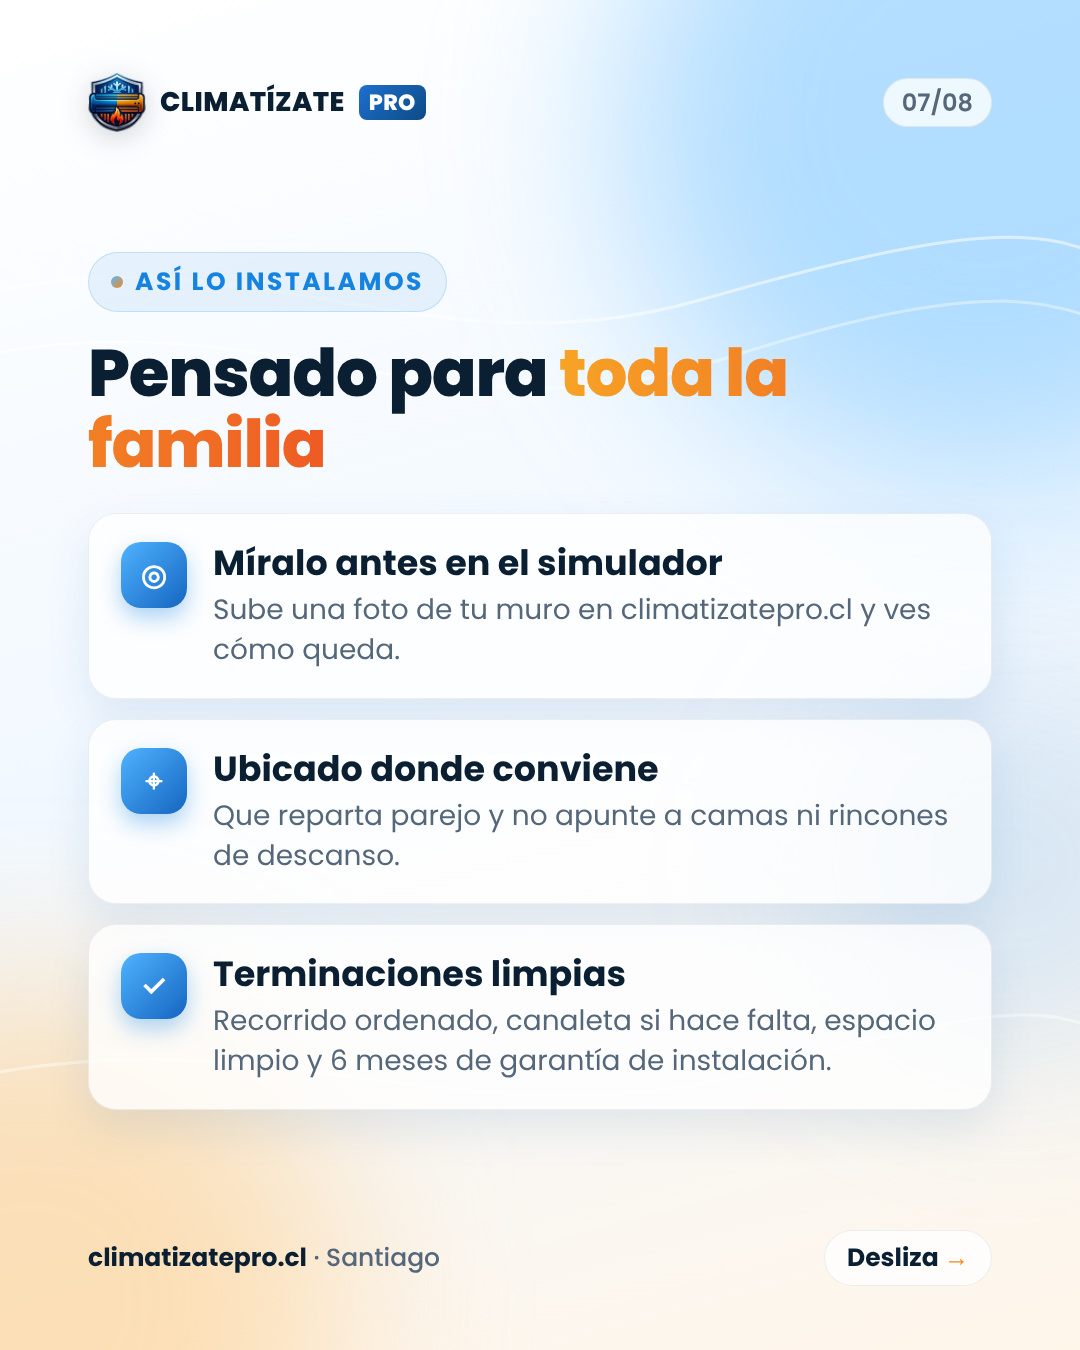 CLIMATÍZATE PRO
07/08
ASÍ LO INSTALAMOS
Pensado para toda la
familia
Míralo antes en el simulador
Sube una foto de tu muro en climatizatepro.cl y ves
cómo queda.
Ubicado donde conviene
Que reparta parejo y no apunte a camas ni rincones
de descanso.
Terminaciones limpias
Recorrido ordenado, canaleta si hace falta, espacio
limpio y 6 meses de garantía de instalación.
climatizatepro.cl · Santiago
Desliza →